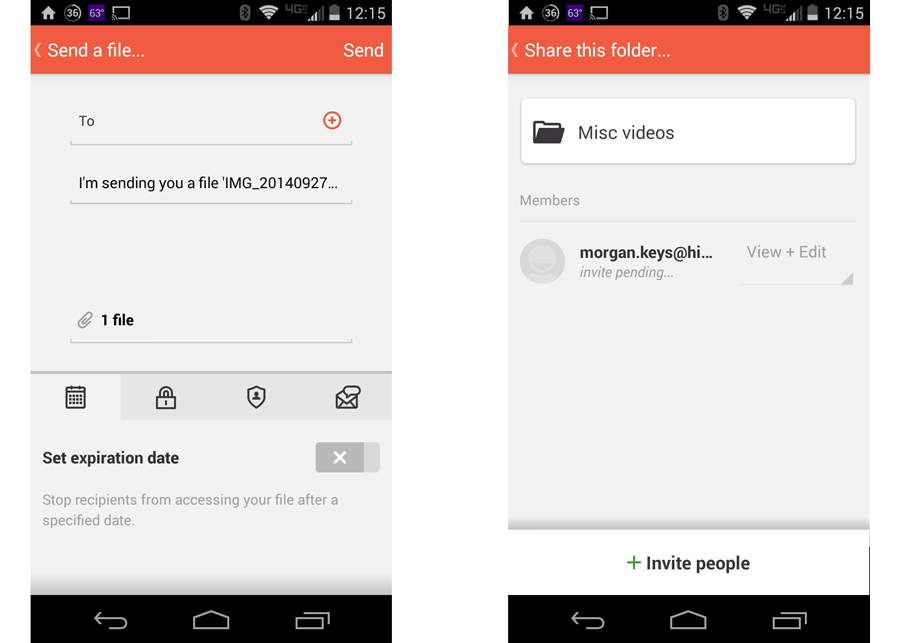 36 63° 4G 12:15
Send a file... Send
To
I'm sending you a file 'IMG_20140927...
1 file
Set expiration date
Stop recipients from accessing your file after a
specified date.
36 63° 4G 12:15
Share this folder...
Misc videos
Members
morgan.keys@hi... View + Edit
invite pending...
+ Invite people